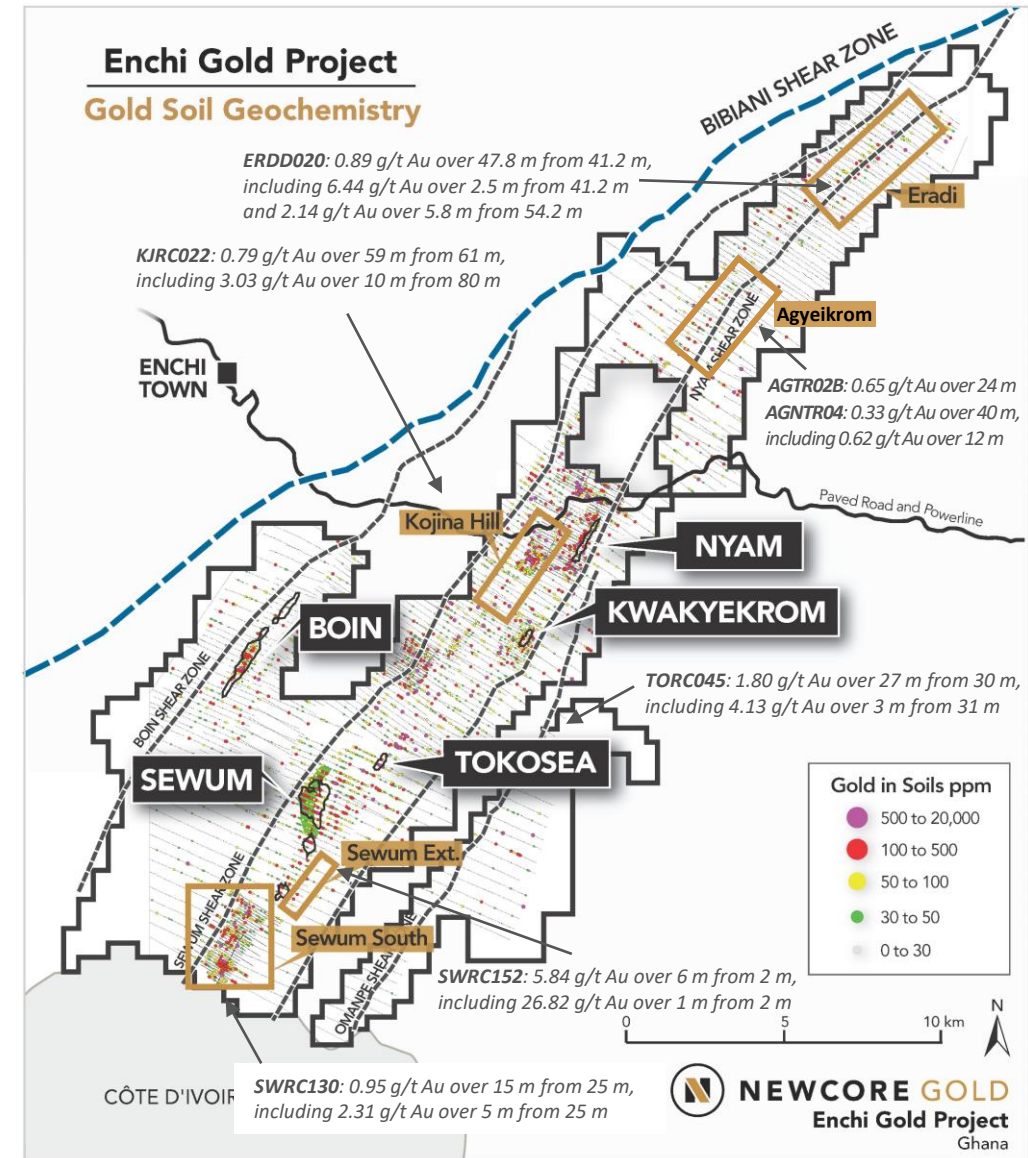 Enchi Gold Project
Gold Soil Geochemistry
BIBIANI SHEAR ZONE
ERDD020: 0.89 g/t Au over 47.8 m from 41.2 m,
including 6.44 g/t Au over 2.5 m from 41.2 m
and 2.14 g/t Au over 5.8 m from 54.2 m
Eradi
KJRC022: 0.79 g/t Au over 59 m from 61 m,
including 3.03 g/t Au over 10 m from 80 m
Agyeikrom
NYAM SHEAR ZONE
ENCHI
TOWN
AGTR02B: 0.65 g/t Au over 24 m
AGNTR04: 0.33 g/t Au over 40 m,
including 0.62 g/t Au over 12 m
Paved Road and Powerline
Kojina Hill
NYAM
BOIN
KWAKYEKROM
BOIN SHEAR ZONE
TORC045: 1.80 g/t Au over 27 m from 30 m,
including 4.13 g/t Au over 3 m from 31 m
TOKOSEA
SEWUM
Gold in Soils ppm
500 to 20,000
100 to 500
50 to 100
30 to 50
0 to 30
Sewum Ext.
SEWUM SHEAR ZONE
Sewum South
OMANPE SHEAR
SWRC152: 5.84 g/t Au over 6 m from 2 m,
including 26.82 g/t Au over 1 m from 2 m
0 5 10 km
N
CÔTE D'IVOIR
SWRC130: 0.95 g/t Au over 15 m from 25 m,
including 2.31 g/t Au over 5 m from 25 m
NEWCORE GOLD
Enchi Gold Project
Ghana